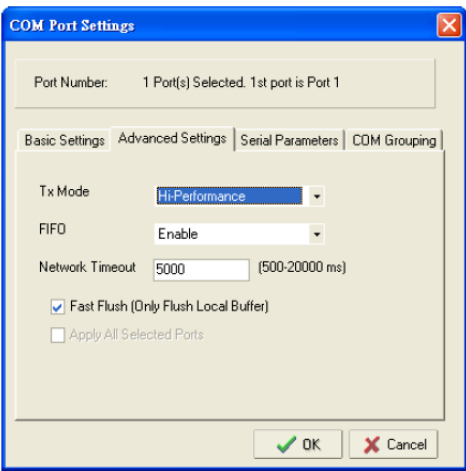 COM Port Settings
Port Number: 1 Port(s) Selected. 1st port is Port 1
Basic Settings Advanced Settings Serial Parameters COM Grouping
Tx Mode Hi-Performance
FIFO Enable
Network Timeout 5000 (500-20000 ms)
Fast Flush (Only Flush Local Buffer)
Apply All Selected Ports
OK Cancel